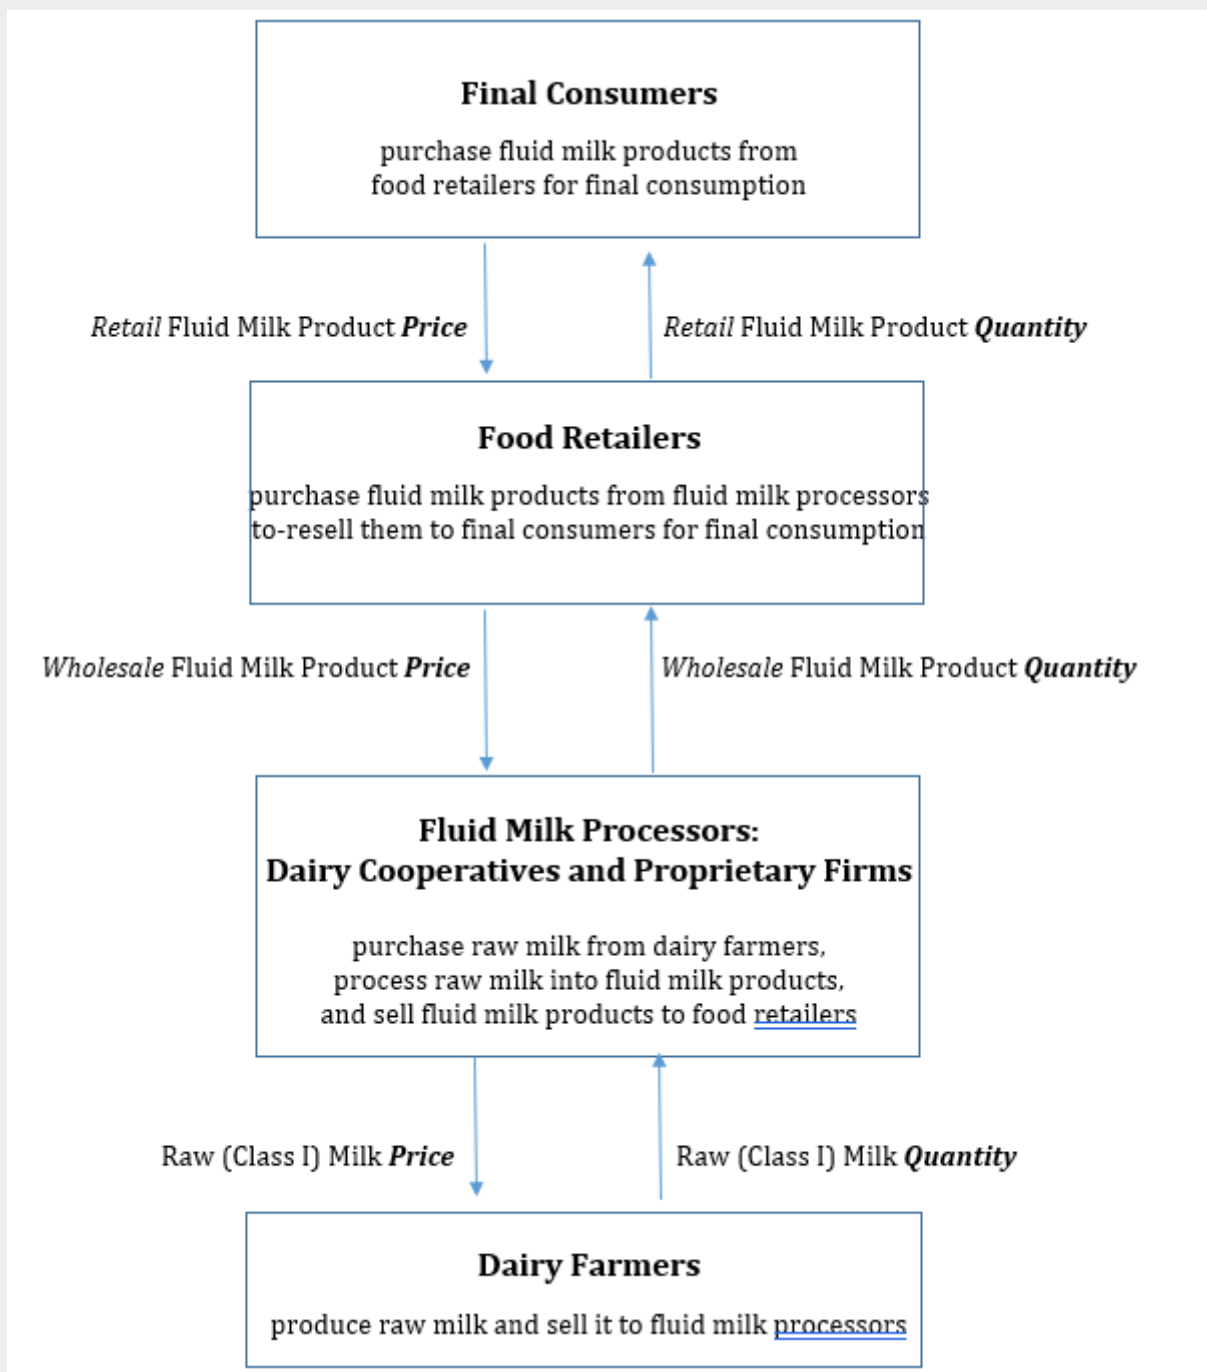 Final Consumers
purchase fluid milk products from
food retailers for final consumption
Retail Fluid Milk Product Price
Retail Fluid Milk Product Quantity
Food Retailers
purchase fluid milk products from fluid milk processors
to-resell them to final consumers for final consumption
Wholesale Fluid Milk Product Price
Wholesale Fluid Milk Product Quantity
Fluid Milk Processors:
Dairy Cooperatives and Proprietary Firms
purchase raw milk from dairy farmers,
process raw milk into fluid milk products,
and sell fluid milk products to food retailers
Raw (Class I) Milk Price
Raw (Class I) Milk Quantity
Dairy Farmers
produce raw milk and sell it to fluid milk processors